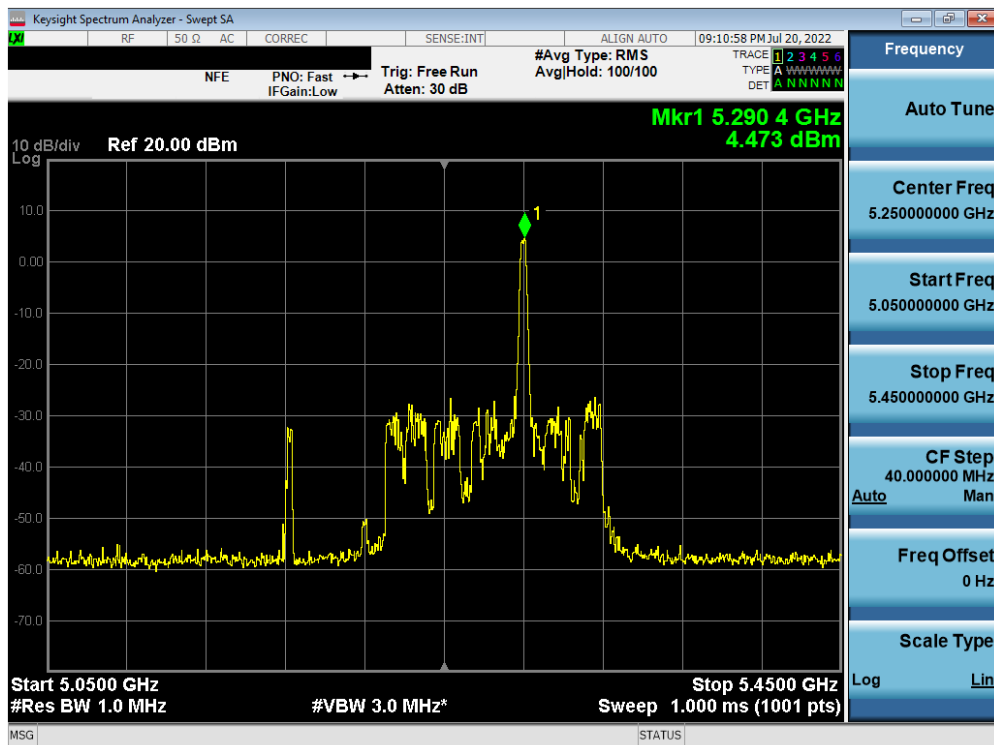 Keysight Spectrum Analyzer - Swept SA
LXI RF 50 Ω AC CORREC SENSE:INT ALIGN AUTO 09:10:58 PM Jul 20, 2022
NFE PNO: Fast Trig: Free Run #Avg Type: RMS TRACE 1 2 3 4 5 6
IFGain:Low Atten: 30 dB Avg|Hold: 100/100 TYPE A WWWWW
DET A N N N N N
Mkr1 5.290 4 GHz
4.473 dBm
10 dB/div Ref 20.00 dBm
Log
1
10.0
0.00
-10.0
-20.0
-30.0
-40.0
-50.0
-60.0
-70.0
Start 5.0500 GHz Stop 5.4500 GHz
#Res BW 1.0 MHz #VBW 3.0 MHz* Sweep 1.000 ms (1001 pts)
MSG STATUS
Frequency
Auto Tune
Center Freq
5.250000000 GHz
Start Freq
5.050000000 GHz
Stop Freq
5.450000000 GHz
CF Step
40.000000 MHz
Auto Man
Freq Offset
0 Hz
Scale Type
Log Lin